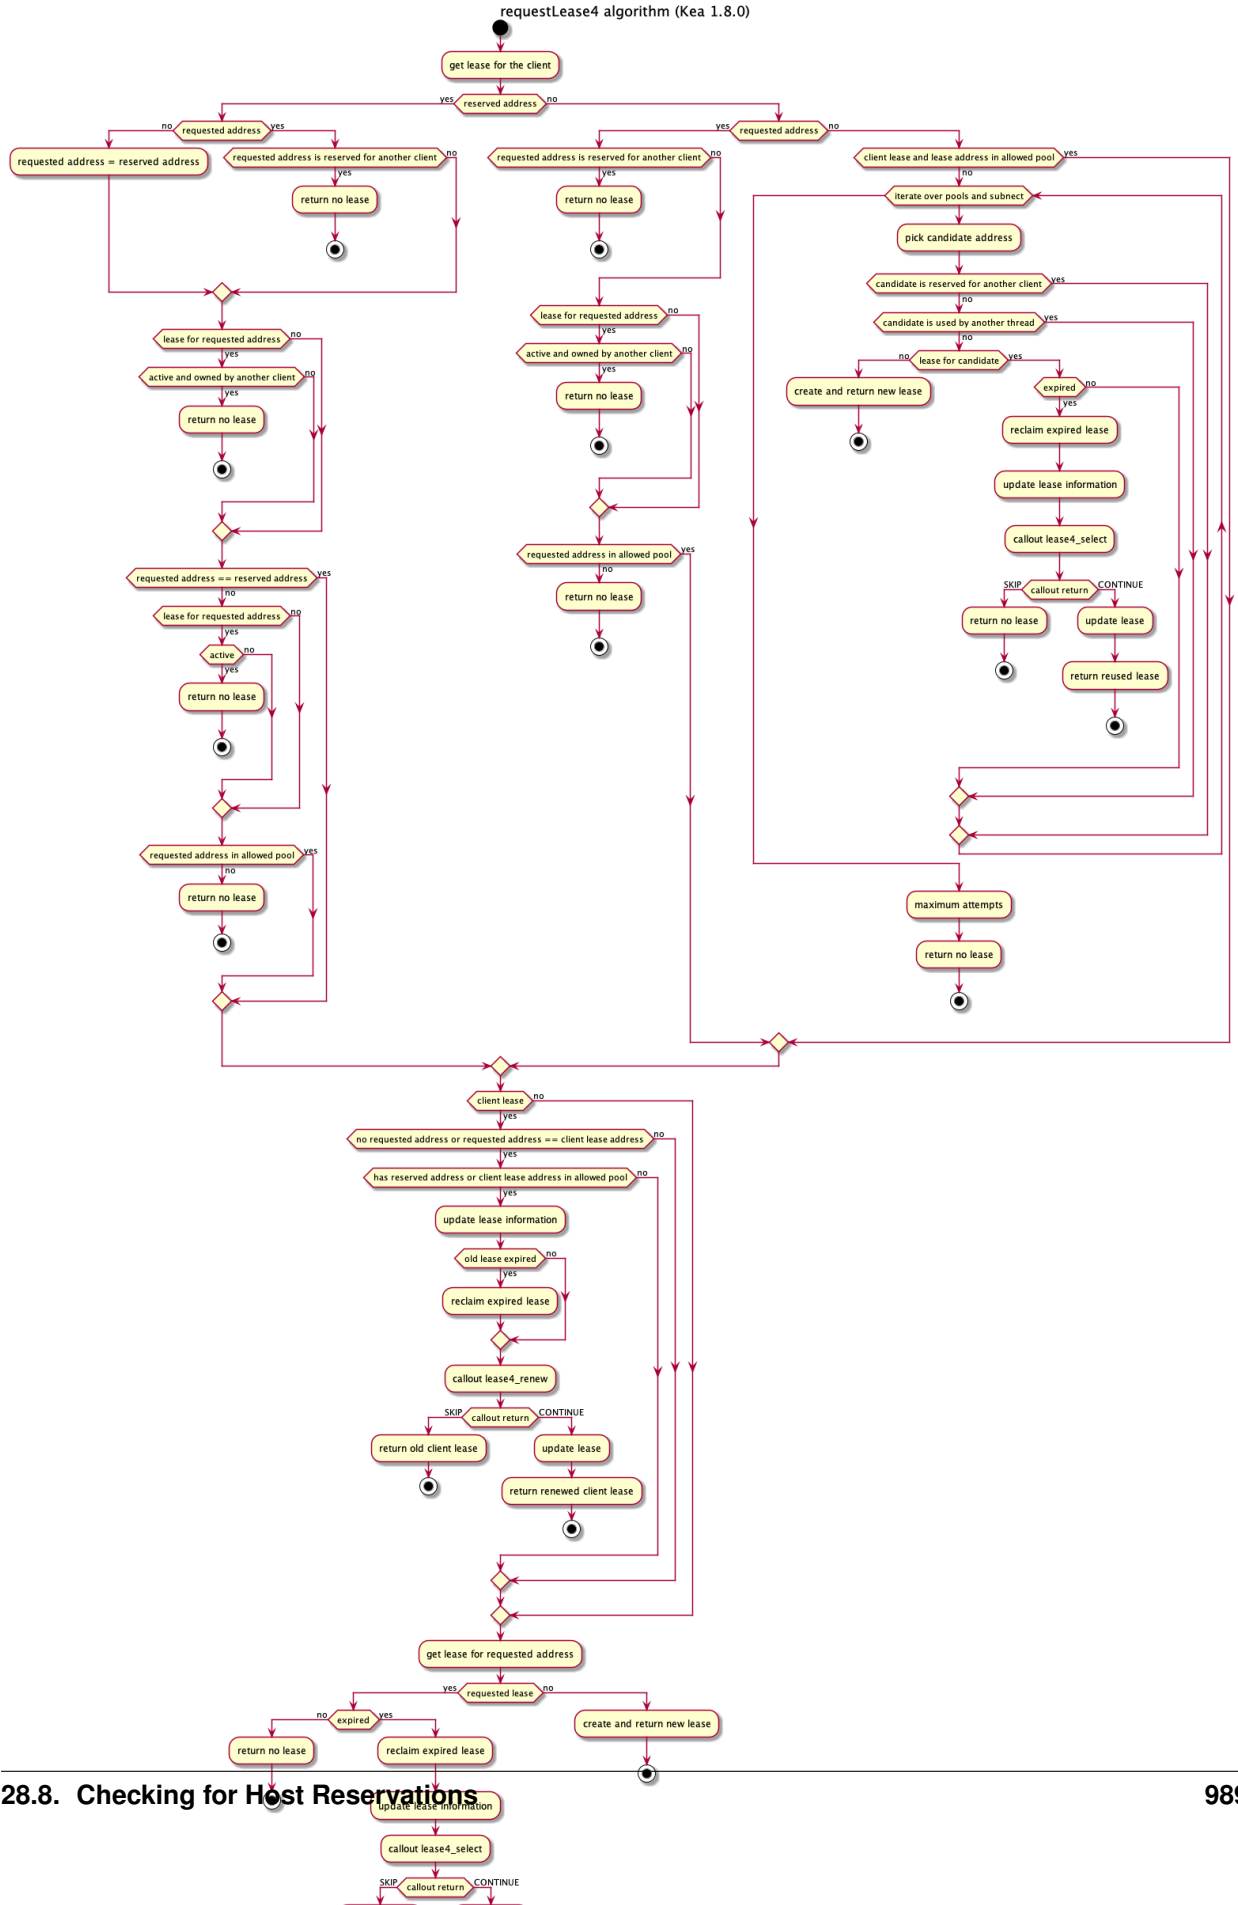 requestLease4 algorithm (Kea 1.8.0)
get lease for the client
yes
reserved address
no
no
requested address
yes
requested address = reserved address
requested address is reserved for another client
no
yes
return no lease
lease for requested address
no
yes
active and owned by another client
no
yes
return no lease
requested address == reserved address
yes
no
lease for requested address
no
yes
active
no
yes
return no lease
requested address in allowed pool
yes
no
return no lease
yes
requested address
no
requested address is reserved for another client
no
yes
return no lease
lease for requested address
no
yes
active and owned by another client
no
yes
return no lease
requested address in allowed pool
yes
no
return no lease
client lease and lease address in allowed pool
yes
no
iterate over pools and subnect
pick candidate address
candidate is reserved for another client
yes
no
candidate is used by another thread
yes
no
no
lease for candidate
yes
create and return new lease
expired
no
yes
reclaim expired lease
update lease information
callout lease4_select
SKIP
callout return
CONTINUE
return no lease
update lease
return reused lease
maximum attempts
return no lease
client lease
no
yes
no requested address or requested address == client lease address
no
yes
has reserved address or client lease address in allowed pool
no
yes
update lease information
old lease expired
no
yes
reclaim expired lease
callout lease4_renew
SKIP
callout return
CONTINUE
return old client lease
update lease
return renewed client lease
get lease for requested address
yes
requested lease
no
no
expired
yes
create and return new lease
return no lease
reclaim expired lease
28.8. Checking for Host Reservations
989
update lease information
callout lease4_select
SKIP
callout return
CONTINUE